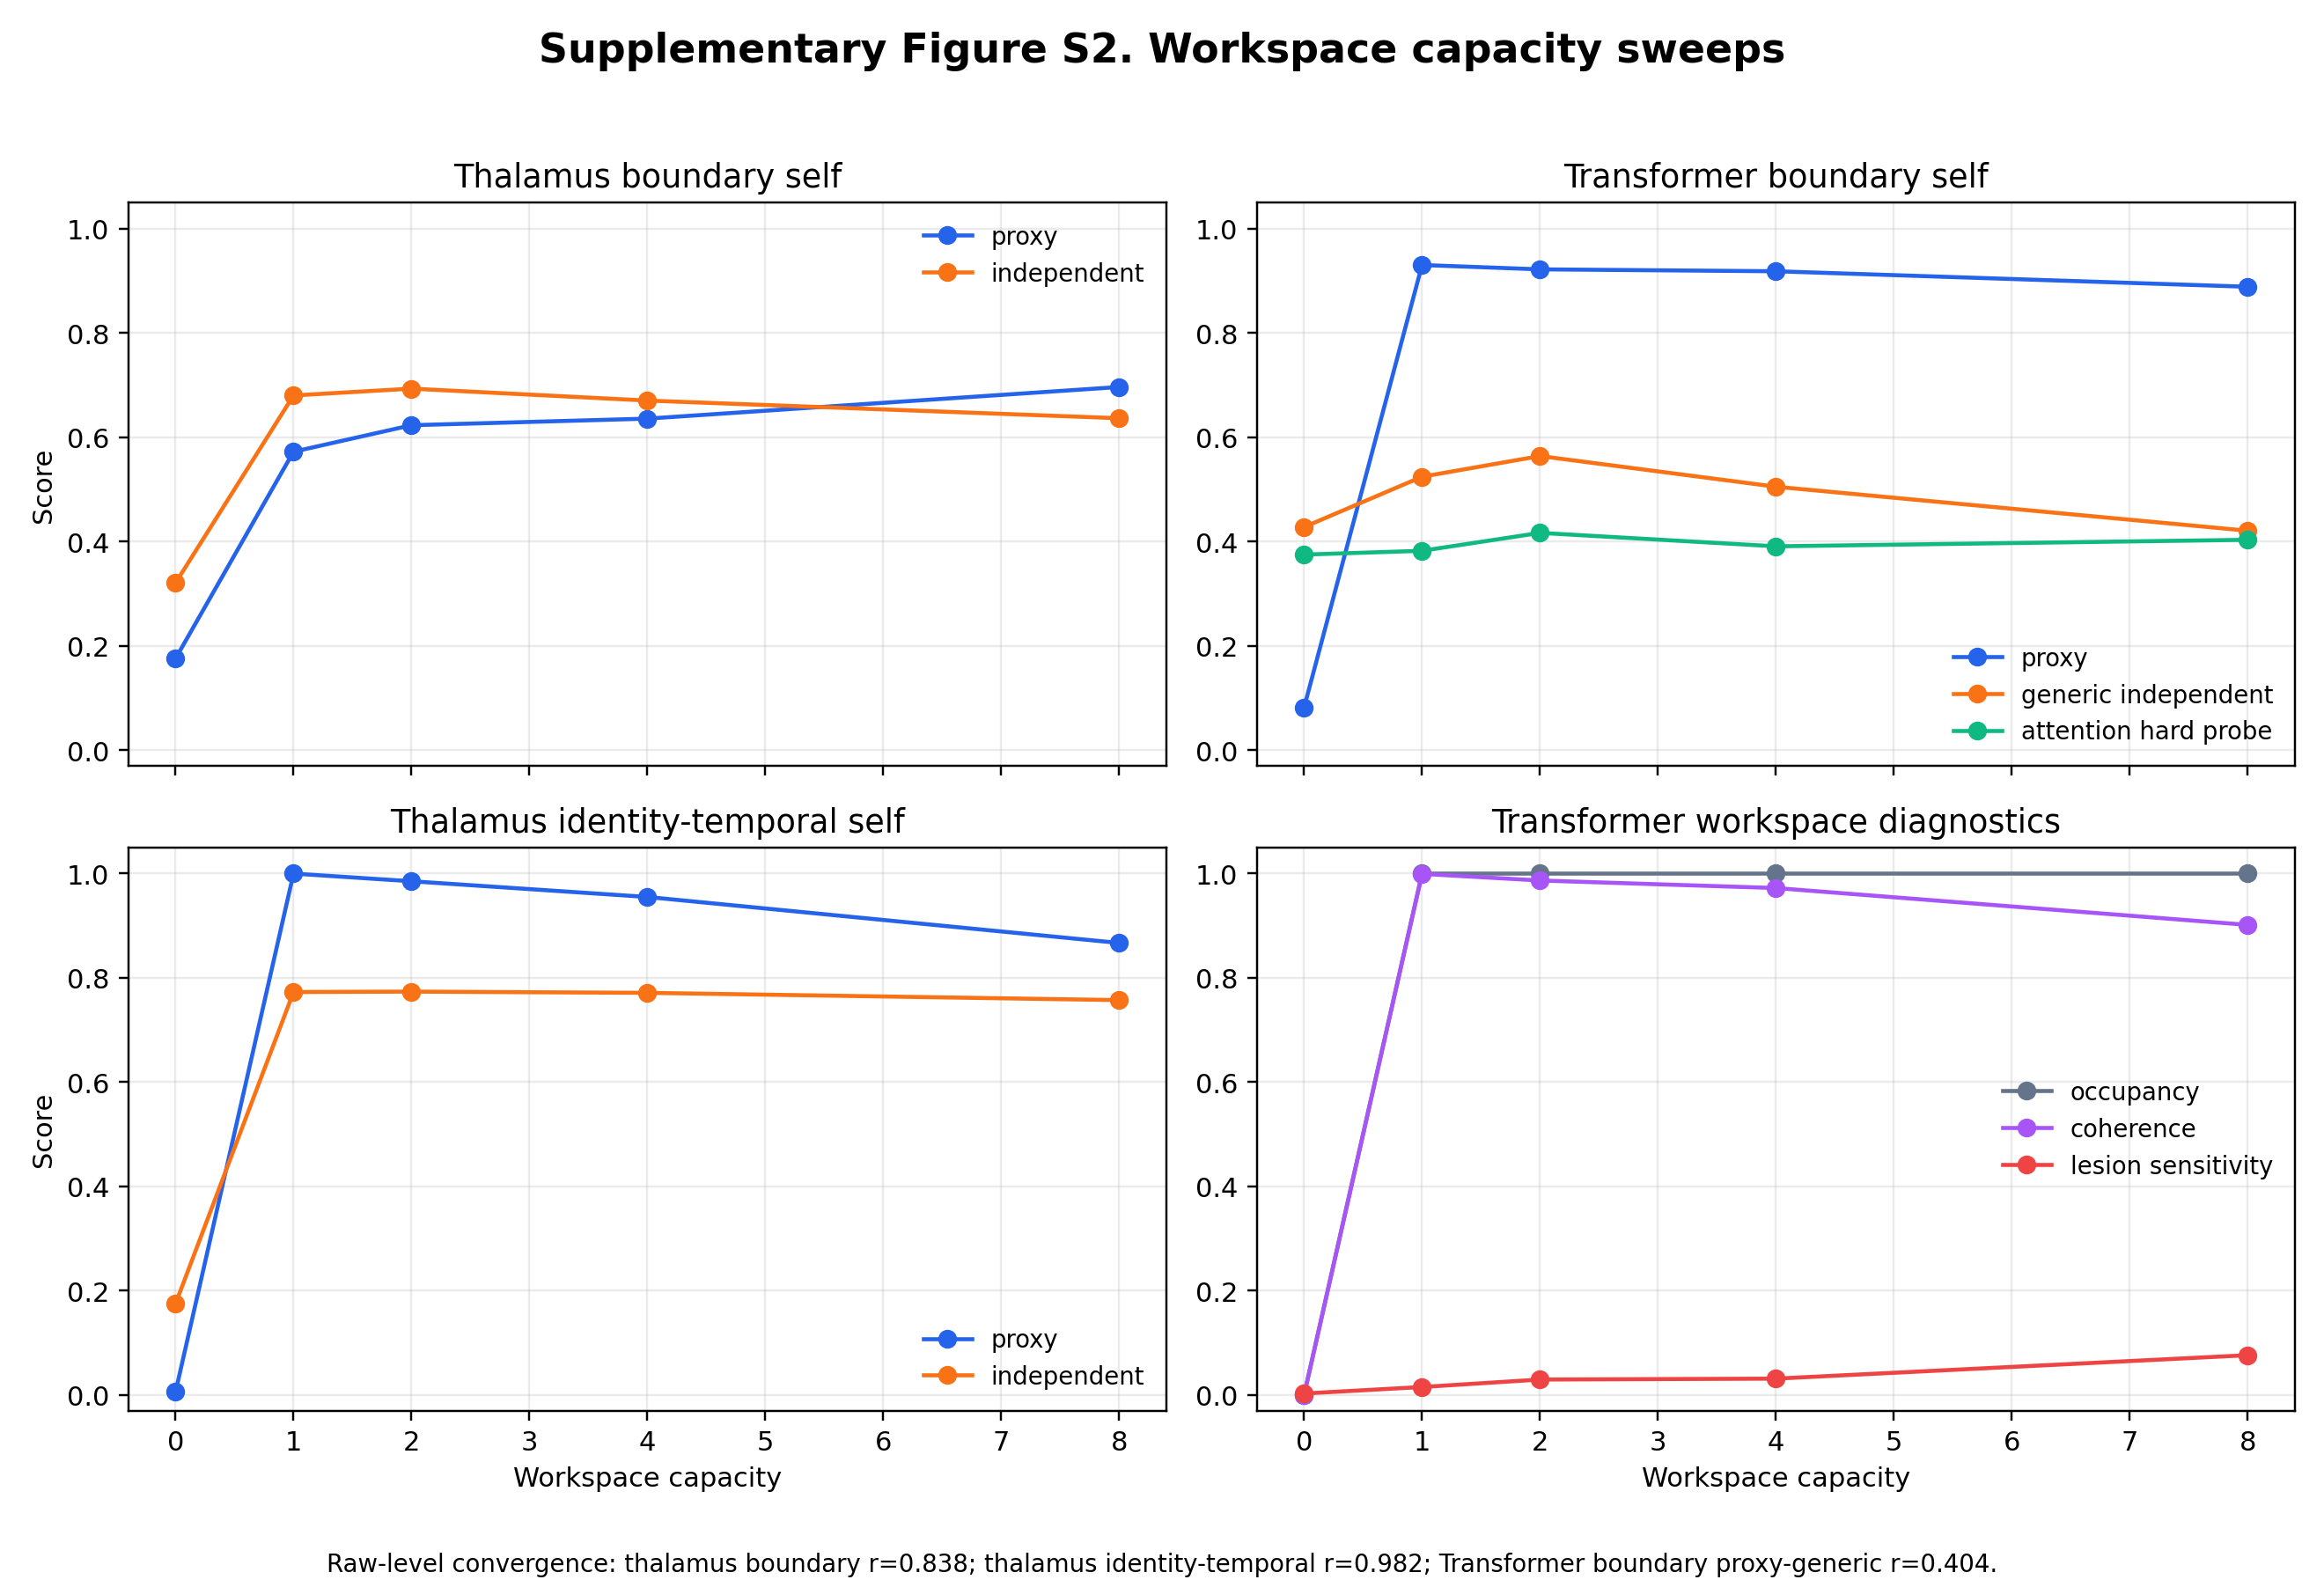 Supplementary Figure S2. Workspace capacity sweeps
Thalamus boundary self
Score
1.0
0.8
0.6
0.4
0.2
0.0
proxy
independent
Transformer boundary self
1.0
0.8
0.6
0.4
0.2
0.0
proxy
generic independent
attention hard probe
Thalamus identity-temporal self
Score
1.0
0.8
0.6
0.4
0.2
0.0
proxy
independent
0 1 2 3 4 5 6 7 8
Workspace capacity
Transformer workspace diagnostics
1.0
0.8
0.6
0.4
0.2
0.0
occupancy
coherence
lesion sensitivity
0 1 2 3 4 5 6 7 8
Workspace capacity
Raw-level convergence: thalamus boundary r=0.838; thalamus identity-temporal r=0.982; Transformer boundary proxy-generic r=0.404.